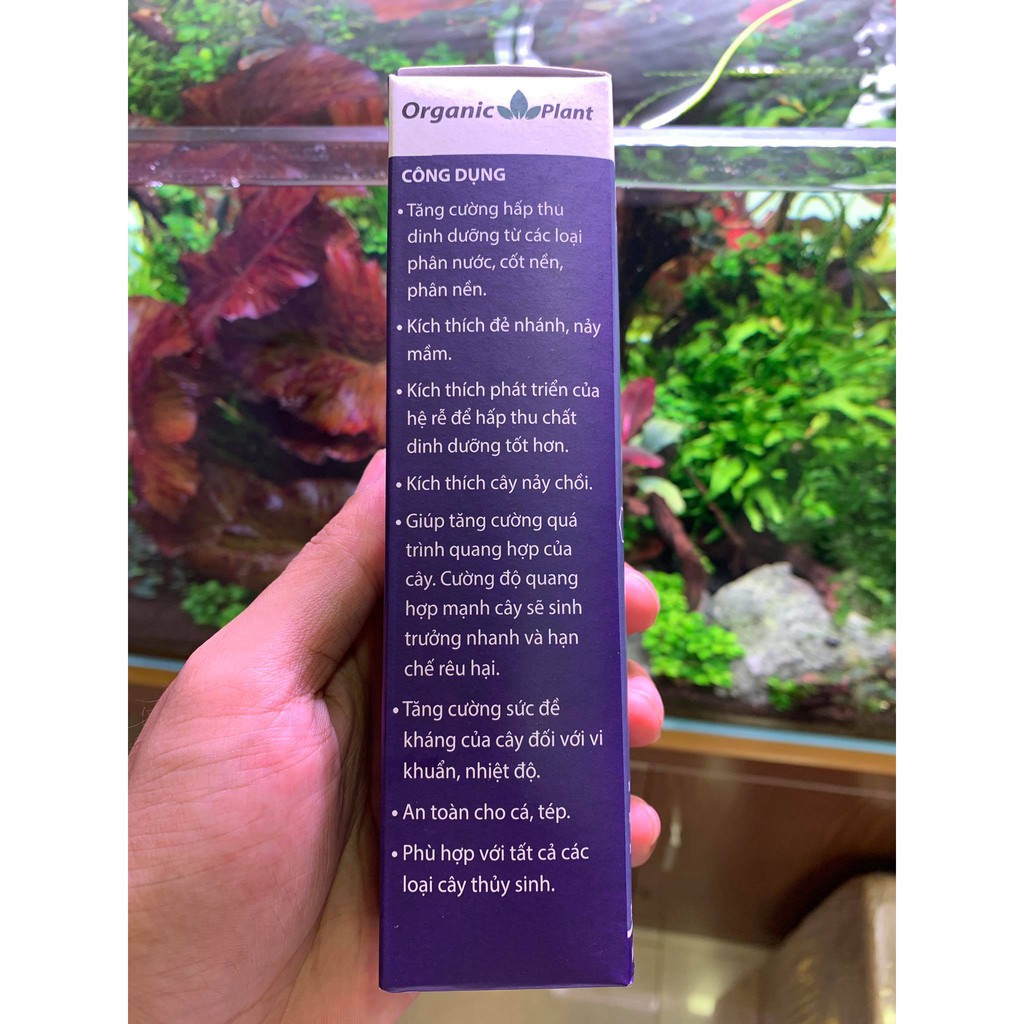 Organic Plant
CÔNG DỤNG
• Tăng cường hấp thu
dinh dưỡng từ các loại
phân nước, cốt nền,
phân nền.
• Kích thích đẻ nhánh, nảy
mầm.
• Kích thích phát triển của
hệ rễ để hấp thu chất
dinh dưỡng tốt hơn.
• Kích thích cây nảy chồi.
• Giúp tăng cường quá
trình quang hợp của
cây. Cường độ quang
hợp mạnh cây sẽ sinh
trưởng nhanh và hạn
chế rêu hại.
• Tăng cường sức đề
kháng của cây đối với vi
khuẩn, nhiệt độ.
• An toàn cho cá, tép.
• Phù hợp với tất cả các
loại cây thủy sinh.